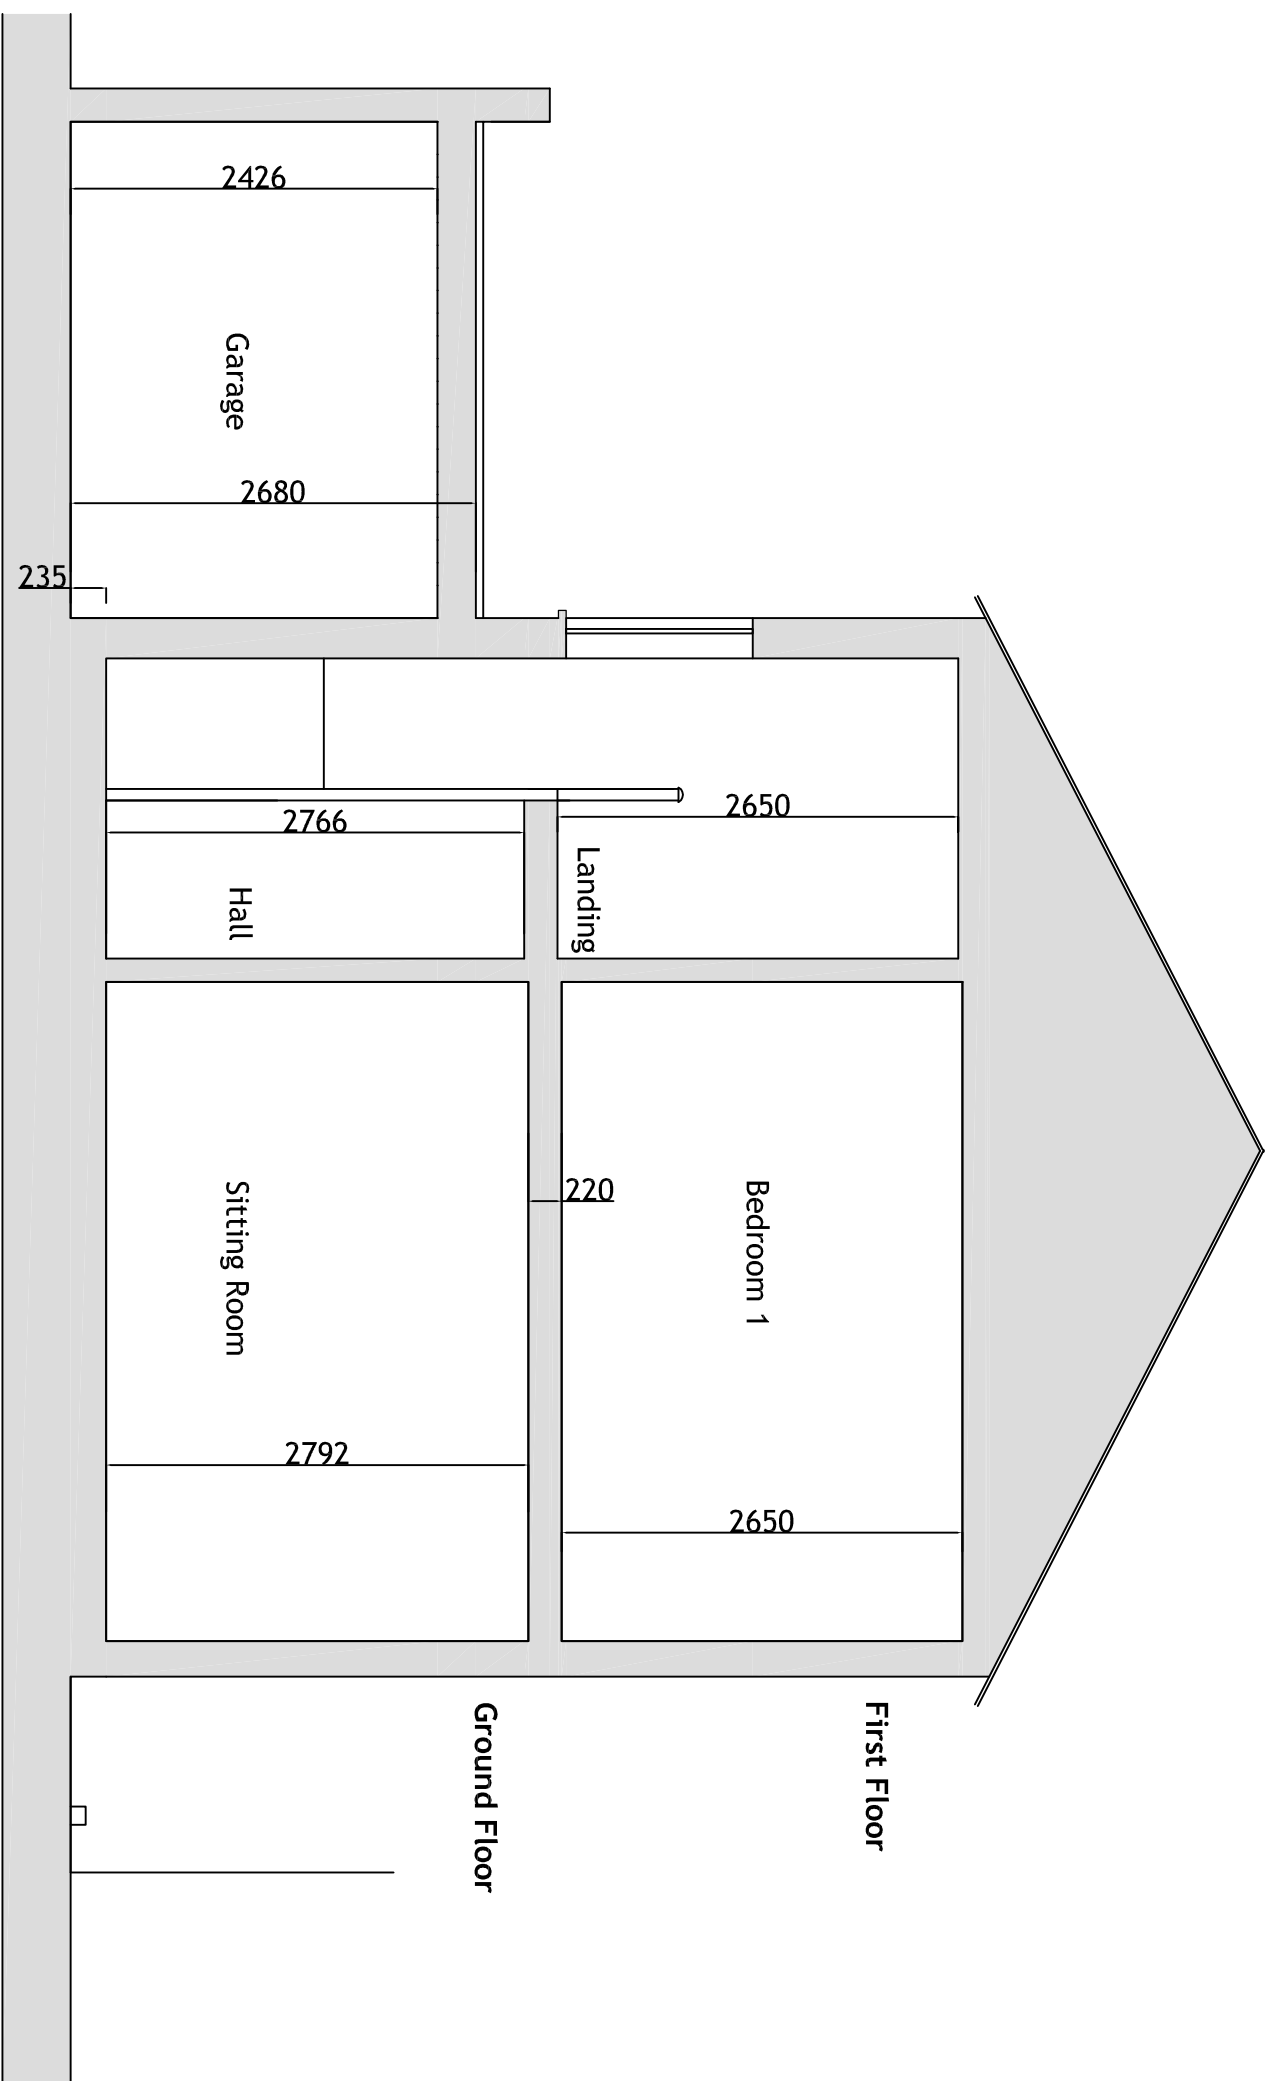 2426
Garage
2680
235
2766
2650
Hall
Landing
220
Sitting Room
Bedroom 1
2792
2650
Ground Floor
First Floor